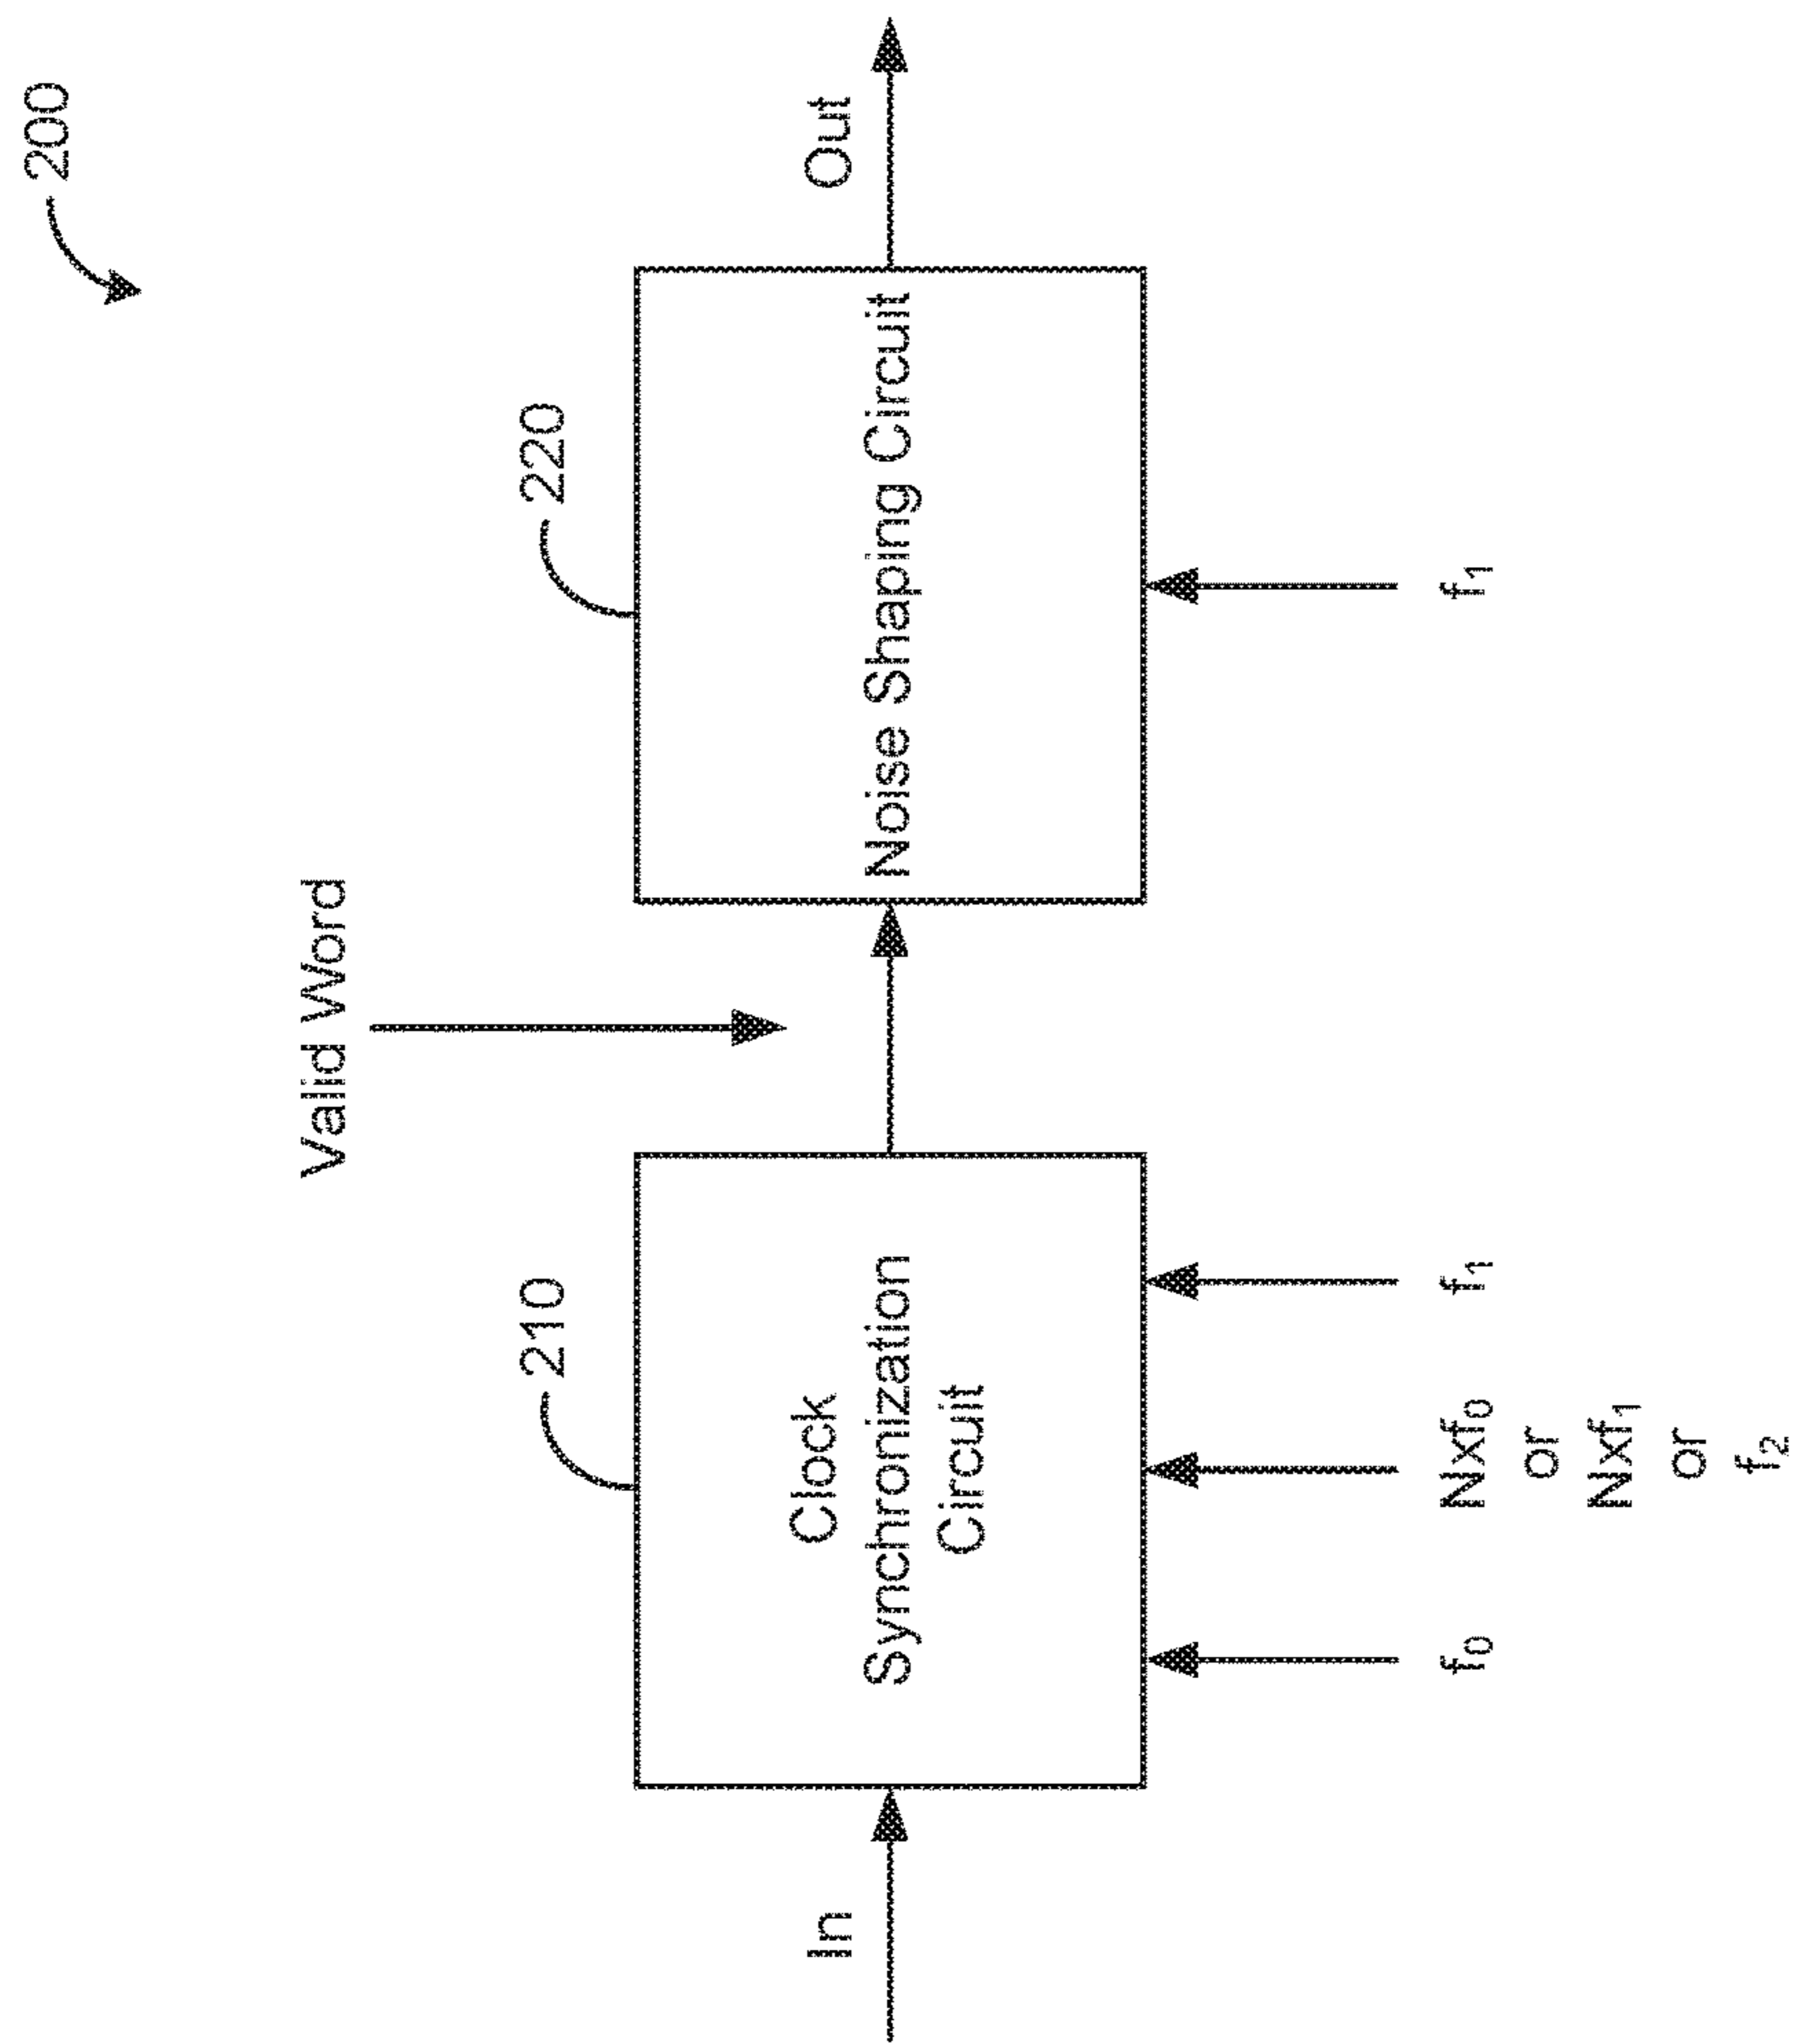 200
Valid Word
210
220
In
Clock
Synchronization
Circuit
Noise Shaping Circuit
Out
f₀
Nxf₀
or
Nxf₁
or
f₂
f₁
f₁